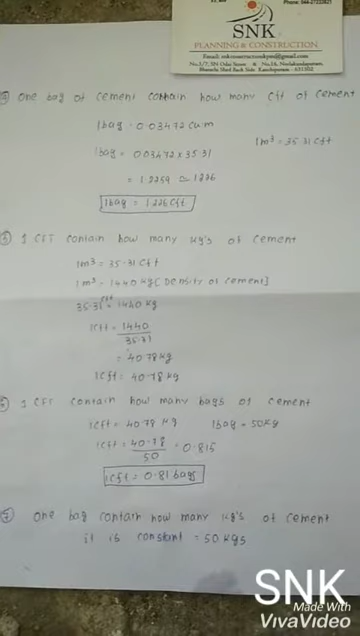 Phone: 044-27233821
SNK
PLANNING & CONSTRUCTION
One bag of cement contain how many cft of cement
1bag = 0.03472 cum
1bag = 0.03472 x 35.31
1m³ = 35.31 cft
= 1.2259 ≃ 1.226
1bag = 1.226 cft
1 CFT contain how many kg's of cement
1m³ = 35.31 cft
1m³ = 1440 kg [Density of cement]
35.31 cft = 1440 kg
1cft = 1440
35.31
= 40.78 kg
1cft = 40.78 kg
1 CFT contain how many bags of cement
1cft = 40.78 kg 1bag = 50kg
1cft = 40.78 = 0.815
50
1cft = 0.81 bags
One bag contain how many kg's of cement
it is constant = 50 kgs
SNK
Made With
VivaVideo